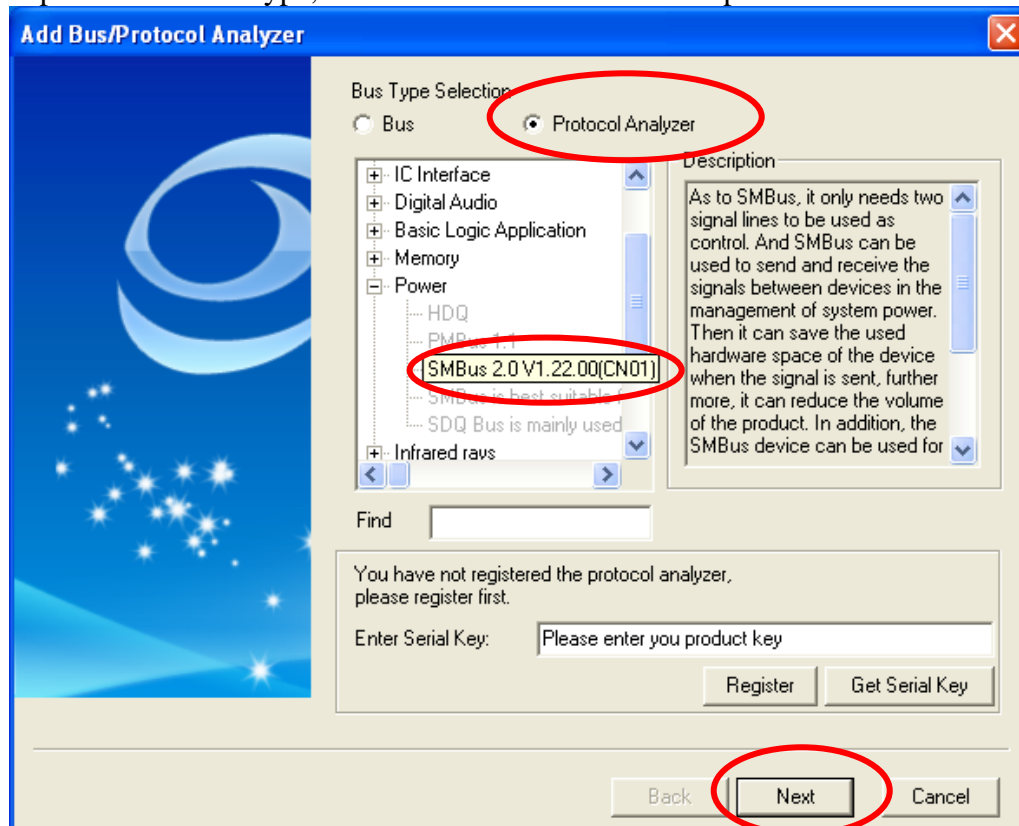 Add Bus/Protocol Analyzer
Bus Type Selection
Bus
Protocol Analyzer
IC Interface
Digital Audio
Basic Logic Application
Memory
Power
HDQ
PMBus 1.1
SMBus 2.0 V1.22.00(CN01)
SMBus is best suitable f
SDQ Bus is mainly used
Infrared rays
Description
As to SMBus, it only needs two
signal lines to be used as
control. And SMBus can be
used to send and receive the
signals between devices in the
management of system power.
Then it can save the used
hardware space of the device
when the signal is sent, further
more, it can reduce the volume
of the product. In addition, the
SMBus device can be used for
Find
You have not registered the protocol analyzer,
please register first.
Enter Serial Key:
Please enter you product key
Register
Get Serial Key
Back
Next
Cancel